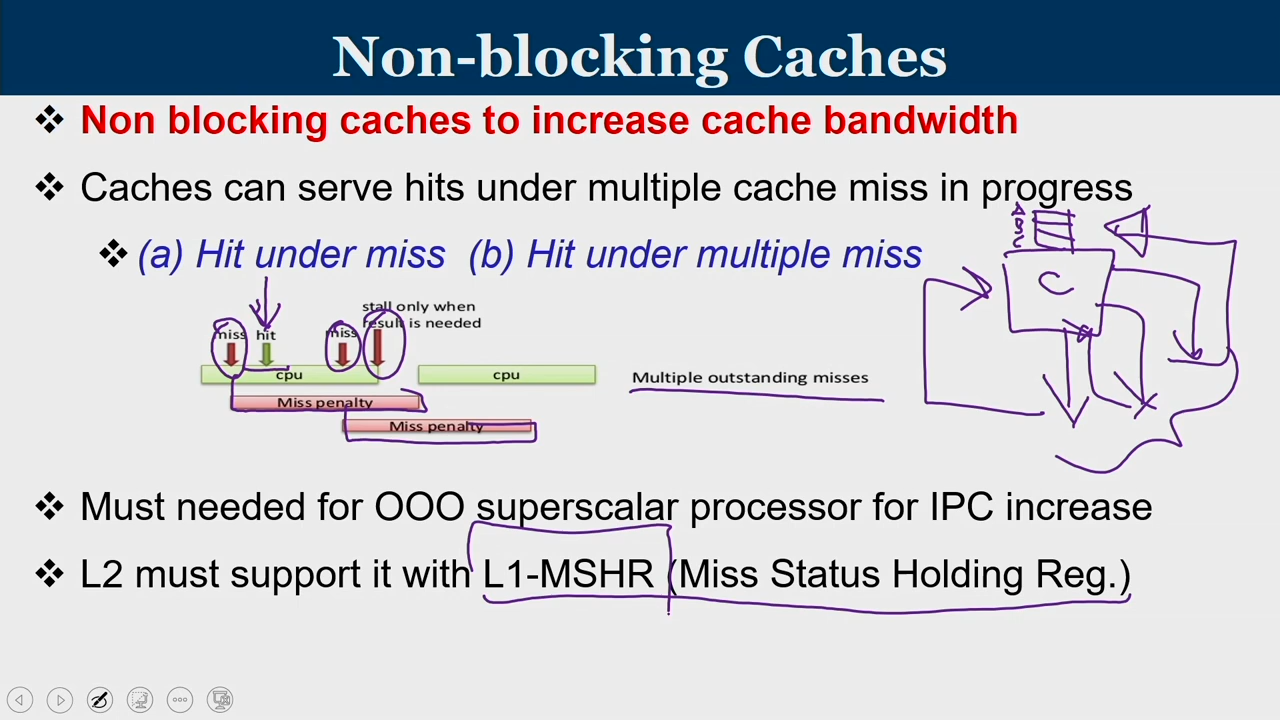 Non-blocking Caches
Non blocking caches to increase cache bandwidth
Caches can serve hits under multiple cache miss in progress
(a) Hit under miss (b) Hit under multiple miss
A
B
C
C
stall only when
result is needed
miss hit miss
cpu cpu
Multiple outstanding misses
Miss penalty
Miss penalty
Must needed for OOO superscalar processor for IPC increase
L2 must support it with L1-MSHR (Miss Status Holding Reg.)